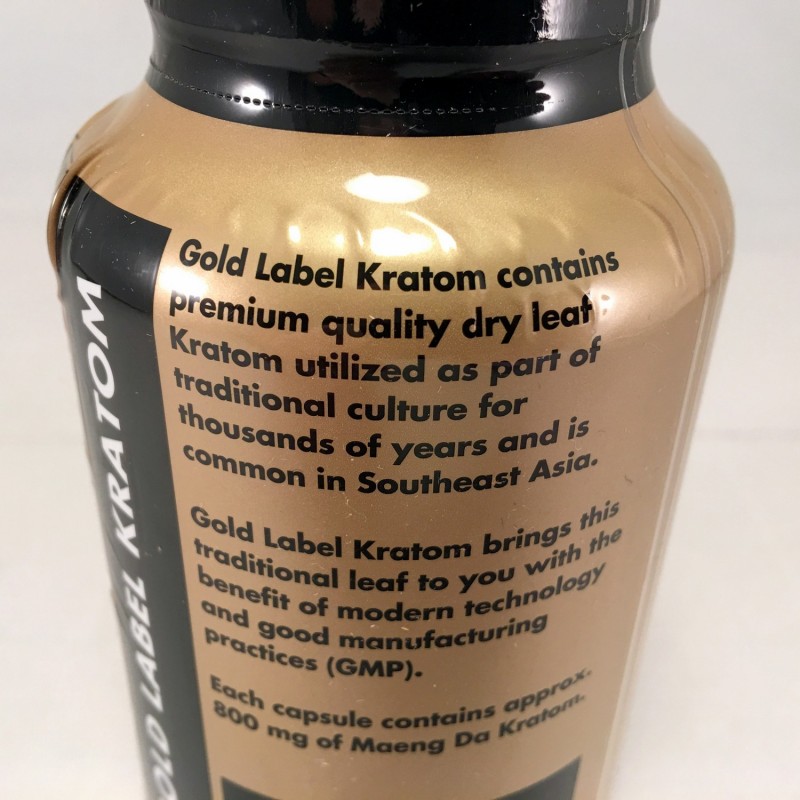 Gold Label Kratom contains
premium quality dry leaf
Kratom utilized as part of
traditional culture for
thousands of years and is
common in Southeast Asia.
Gold Label Kratom brings this
traditional leaf to you with the
benefit of modern technology
and good manufacturing
practices (GMP).
Each capsule contains approx.
800 mg of Maeng Da Kratom.
GOLD LABEL KRATOM